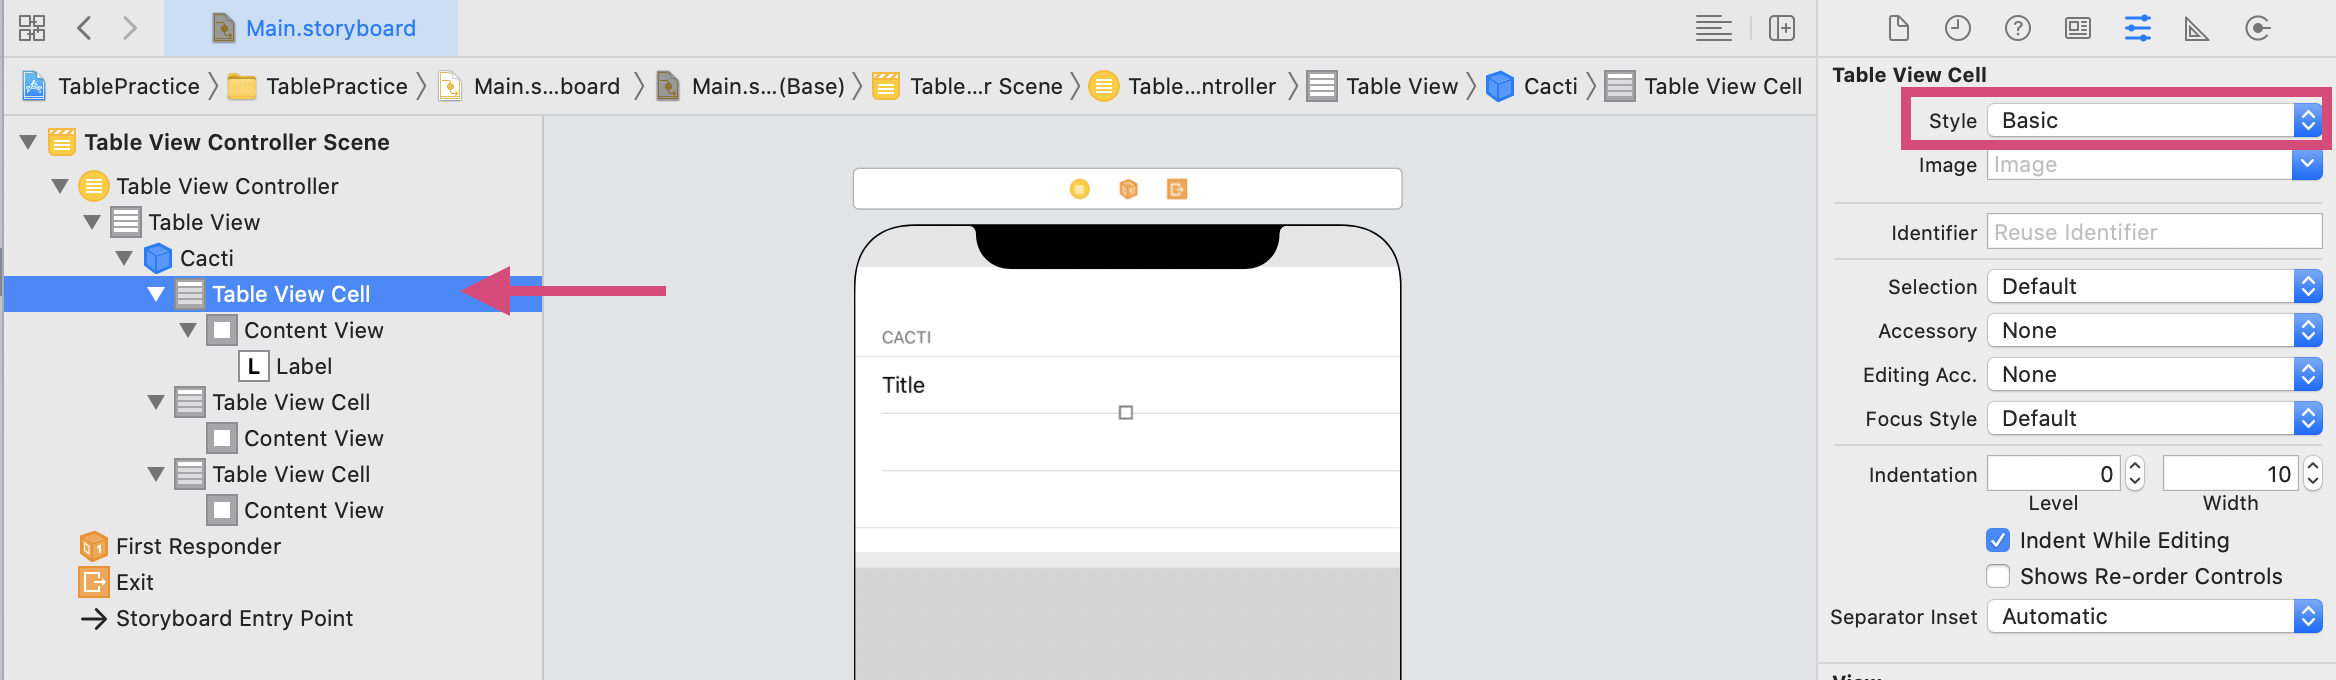 Main.storyboard
TablePractice
TablePractice
Main.s...board
Main.s...(Base)
Table...r Scene
Table...ntroller
Table View
Cacti
Table View Cell
Table View Controller Scene
Table View Controller
Table View
Cacti
Table View Cell
Content View
L Label
Table View Cell
Content View
Table View Cell
Content View
First Responder
Exit
Storyboard Entry Point
CACTI
Title
Table View Cell
Style Basic
Image Image
Identifier Reuse Identifier
Selection Default
Accessory None
Editing Acc. None
Focus Style Default
Indentation 0 10
Level Width
Indent While Editing
Shows Re-order Controls
Separator Inset Automatic
View